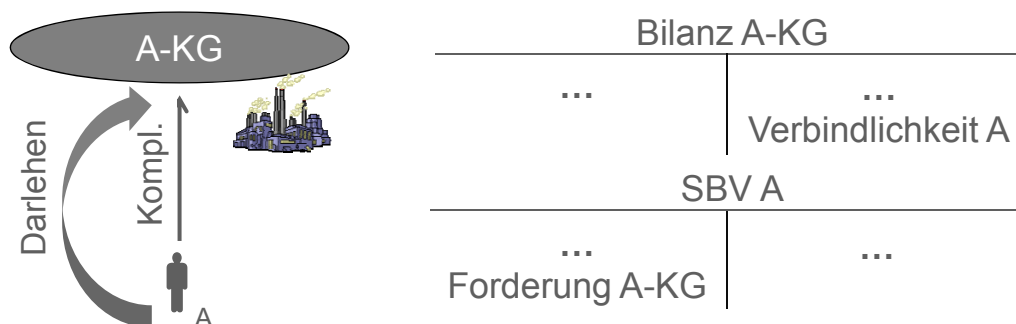 A-KG
Darlehen
Kompl.
A
Bilanz A-KG
... ...
Verbindlichkeit A
SBV A
... ...
Forderung A-KG